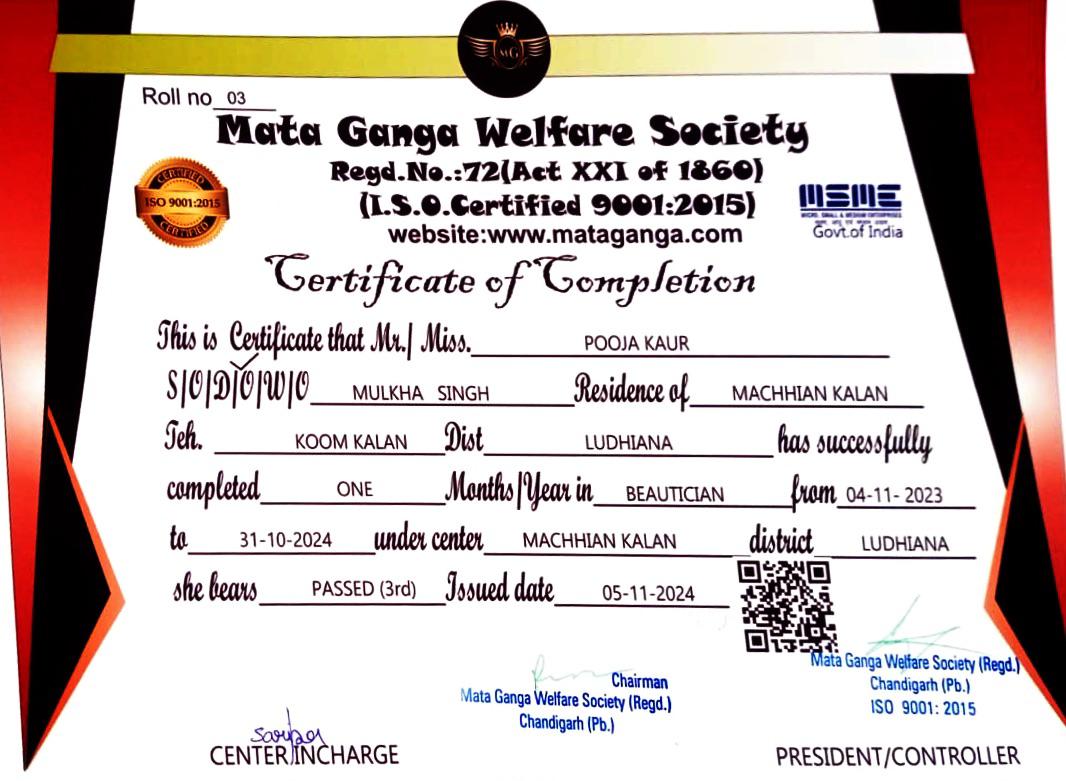 MG
Roll no 03
Mata Ganga Welfare Society
Regd.No.:72(Act XXI of 1860)
(I.S.O.Certified 9001:2015)
website:www.mataganga.com
CERTIFIED
ISO 9001:2015
CERTIFIED
MSME
MICRO, SMALL & MEDIUM ENTERPRISES
Govt.of India
Certificate of Completion
This is Certificate that Mr./ Miss. POOJA KAUR
S|O|D|O|W|O MULKHA SINGH Residence of MACHHIAN KALAN
Teh. KOOM KALAN Dist LUDHIANA has successfully
completed ONE Months/Year in BEAUTICIAN from 04-11- 2023
to 31-10-2024 under center MACHHIAN KALAN district LUDHIANA
she bears PASSED (3rd) Issued date 05-11-2024
Chairman
Mata Ganga Welfare Society (Regd.)
Chandigarh (Pb.)
Mata Ganga Welfare Society (Regd.)
Chandigarh (Pb.)
ISO 9001: 2015
CENTER INCHARGE
PRESIDENT/CONTROLLER